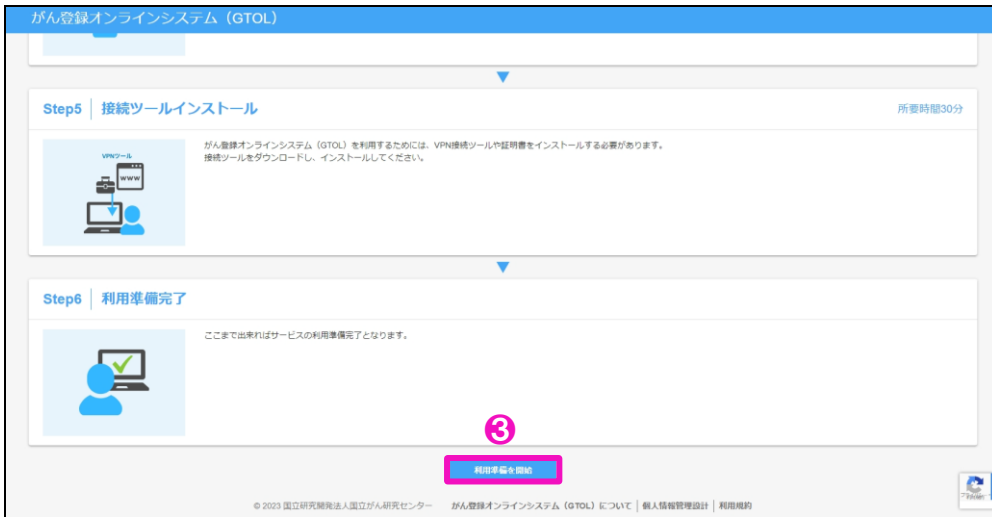 がん登録オンラインシステム（GTOL）
Step5 接続ツールインストール 所要時間30分
VPNツール
www
がん登録オンラインシステム（GTOL）を利用するためには、VPN接続ツールや証明書をインストールする必要があります。
接続ツールをダウンロードし、インストールしてください。
Step6 利用準備完了
ここまで出来ればサービスの利用準備完了となります。
3
利用準備を開始
© 2023 国立研究開発法人国立がん研究センター がん登録オンラインシステム（GTOL）について | 個人情報管理設計 | 利用規約